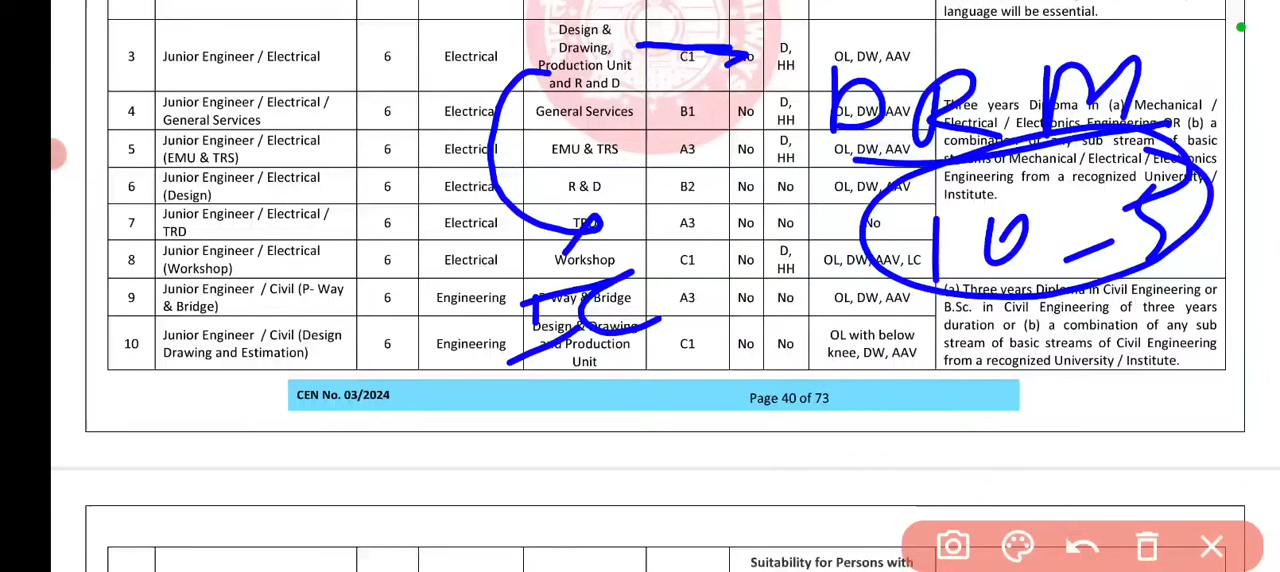 language will be essential.
3 Junior Engineer / Electrical 6 Electrical Design & Drawing, Production Unit and R and D C1 No D, HH OL, DW, AAV
4 Junior Engineer / Electrical / General Services 6 Electrical General Services B1 No D, HH OL, DW, AAV
5 Junior Engineer / Electrical (EMU & TRS) 6 Electrical EMU & TRS A3 No D, HH OL, DW, AAV
6 Junior Engineer / Electrical (Design) 6 Electrical R & D B2 No No OL, DW, AAV
7 Junior Engineer / Electrical / TRD 6 Electrical TRD A3 No No No
8 Junior Engineer / Electrical (Workshop) 6 Electrical Workshop C1 No D, HH OL, DW, AAV, LC
Three years Diploma in (a) Mechanical /
Electrical / Electronics Engineering OR (b) a
combination of any sub stream of basic
streams of Mechanical / Electrical / Electronics
Engineering from a recognized University /
Institute.
9 Junior Engineer / Civil (P- Way & Bridge) 6 Engineering P-Way & Bridge A3 No No OL, DW, AAV
10 Junior Engineer / Civil (Design Drawing and Estimation) 6 Engineering Design & Drawing and Production Unit C1 No No OL with below knee, DW, AAV
(a) Three years Diploma in Civil Engineering or
B.Sc. in Civil Engineering of three years
duration or (b) a combination of any sub
stream of basic streams of Civil Engineering
from a recognized University / Institute.
DRM
10-5
CEN No. 03/2024
Page 40 of 73
Suitability for Persons with